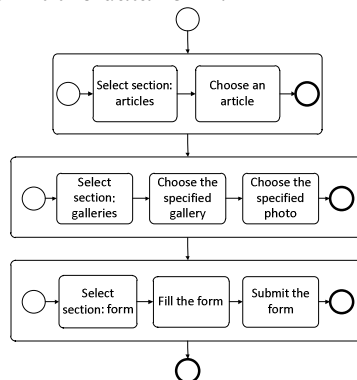 Select section:
articles
Choose an
article
Select
section:
galleries
Choose the
specified
gallery
Choose the
specified
photo
Select
section: form
Fill the form
Submit the
form